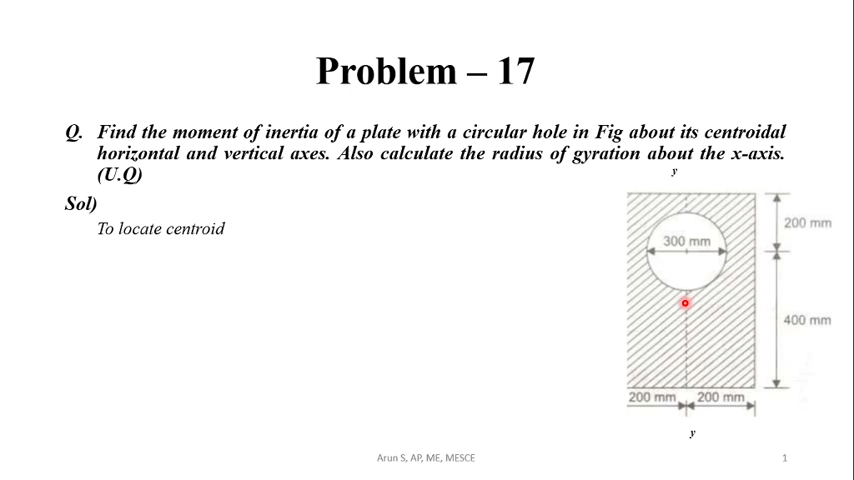 Problem – 17
Q. Find the moment of inertia of a plate with a circular hole in Fig about its centroidal
horizontal and vertical axes. Also calculate the radius of gyration about the x-axis.
(U.Q)
Sol)
To locate centroid
y
200 mm
300 mm
400 mm
200 mm 200 mm
y
Arun S, AP, ME, MESCE
1